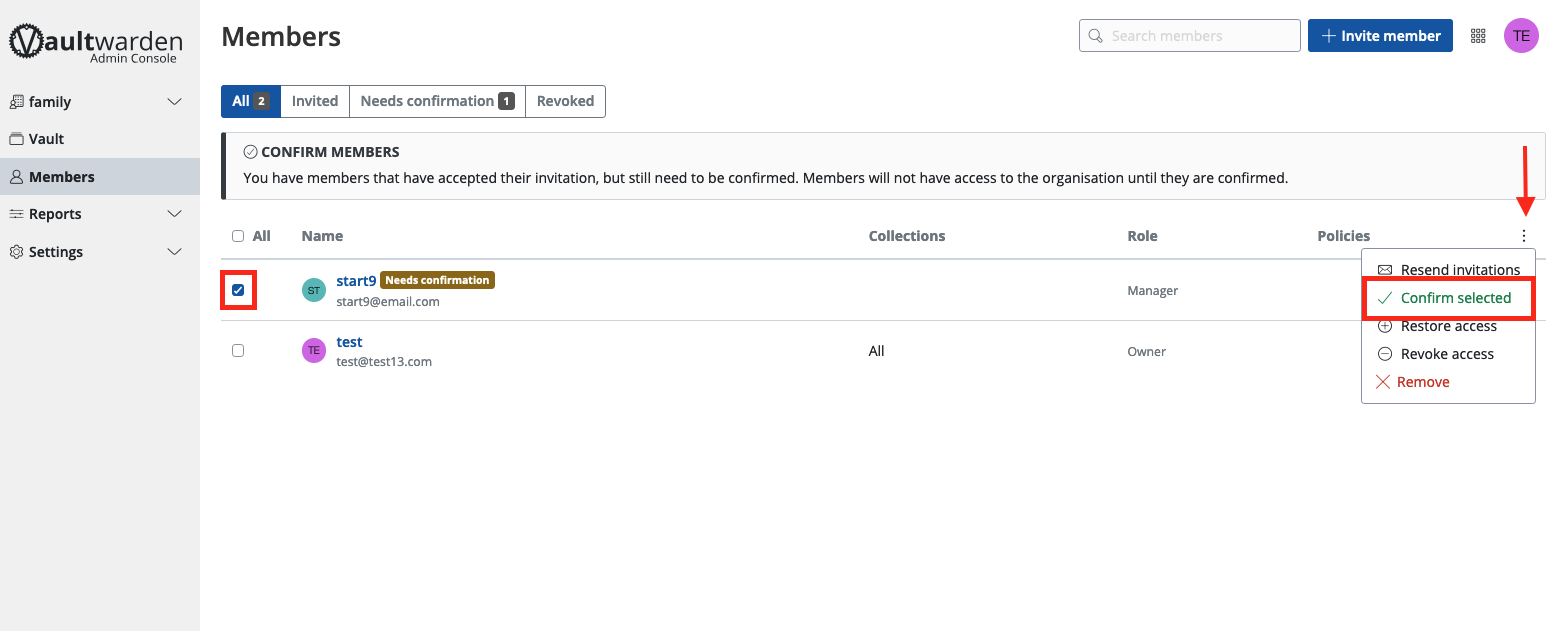 Vaultwarden
Admin Console
family
Vault
Members
Reports
Settings
Members
Search members
Invite member
TE
All 2
Invited
Needs confirmation 1
Revoked
CONFIRM MEMBERS
You have members that have accepted their invitation, but still need to be confirmed. Members will not have access to the organisation until they are confirmed.
All Name Collections Role Policies
ST
start9 Needs confirmation
start9@email.com
Manager
TE
test
test@test13.com
All
Owner
Resend invitations
Confirm selected
Restore access
Revoke access
Remove